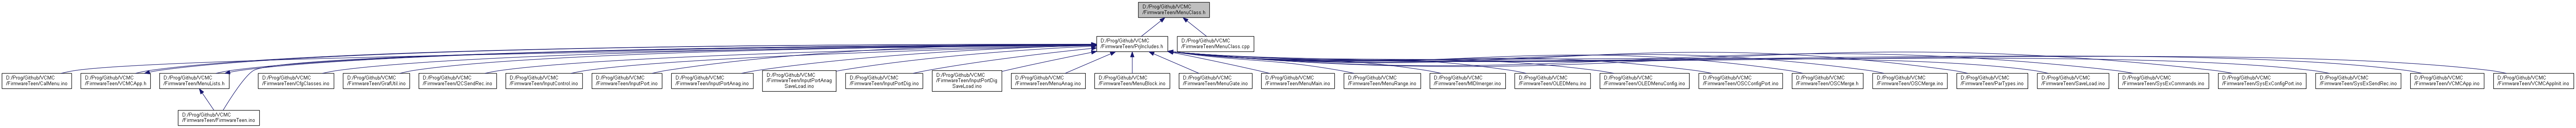 D:/Prog/Github/VCMC
/FirmwareTeen/MenuClass.h
D:/Prog/Github/VCMC
/FirmwareTeen/PrjIncludes.h
D:/Prog/Github/VCMC
/FirmwareTeen/MenuClass.cpp
D:/Prog/Github/VCMC
/FirmwareTeen/CalMenu.ino
D:/Prog/Github/VCMC
/FirmwareTeen/VCMCApp.h
D:/Prog/Github/VCMC
/FirmwareTeen/MenuLists.h
D:/Prog/Github/VCMC
/FirmwareTeen/CfgClasses.ino
D:/Prog/Github/VCMC
/FirmwareTeen/GrafUtil.ino
D:/Prog/Github/VCMC
/FirmwareTeen/I2CSendRec.ino
D:/Prog/Github/VCMC
/FirmwareTeen/InputControl.ino
D:/Prog/Github/VCMC
/FirmwareTeen/InputPort.ino
D:/Prog/Github/VCMC
/FirmwareTeen/InputPortAnag.ino
D:/Prog/Github/VCMC
/FirmwareTeen/InputPortAnag
SaveLoad.ino
D:/Prog/Github/VCMC
/FirmwareTeen/InputPortDig.ino
D:/Prog/Github/VCMC
/FirmwareTeen/InputPortDig
SaveLoad.ino
D:/Prog/Github/VCMC
/FirmwareTeen/MenuAnag.ino
D:/Prog/Github/VCMC
/FirmwareTeen/MenuBlock.ino
D:/Prog/Github/VCMC
/FirmwareTeen/MenuGate.ino
D:/Prog/Github/VCMC
/FirmwareTeen/MenuMain.ino
D:/Prog/Github/VCMC
/FirmwareTeen/MenuRange.ino
D:/Prog/Github/VCMC
/FirmwareTeen/MIDImerger.ino
D:/Prog/Github/VCMC
/FirmwareTeen/OLEDMenu.ino
D:/Prog/Github/VCMC
/FirmwareTeen/OLEDMenuConfig.ino
D:/Prog/Github/VCMC
/FirmwareTeen/OSCConfigPort.ino
D:/Prog/Github/VCMC
/FirmwareTeen/OSCMerge.h
D:/Prog/Github/VCMC
/FirmwareTeen/OSCMerge.ino
D:/Prog/Github/VCMC
/FirmwareTeen/ParTypes.ino
D:/Prog/Github/VCMC
/FirmwareTeen/SaveLoad.ino
D:/Prog/Github/VCMC
/FirmwareTeen/SysExCommands.ino
D:/Prog/Github/VCMC
/FirmwareTeen/SysExConfigPort.ino
D:/Prog/Github/VCMC
/FirmwareTeen/SysExSendRec.ino
D:/Prog/Github/VCMC
/FirmwareTeen/VCMCApp.ino
D:/Prog/Github/VCMC
/FirmwareTeen/VCMCAppInit.ino
D:/Prog/Github/VCMC
/FirmwareTeen/FirmwareTeen.ino